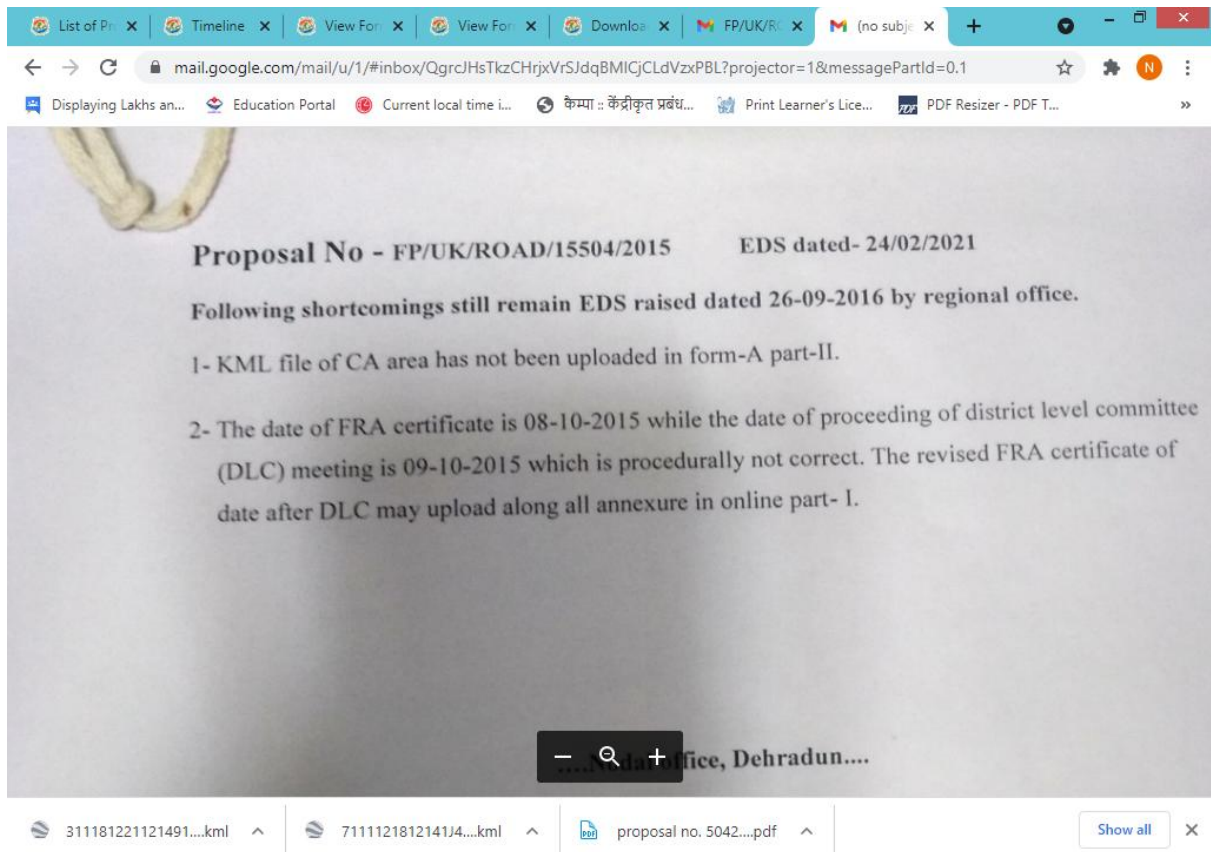 List of Pr
Timeline
View For
View For
Downloa
FP/UK/R
(no subje
mail.google.com/mail/u/1/#inbox/QgrcJHsTkzCHrjxVrSJdqBMICjCLdVzxPBL?projector=1&messagePartId=0.1
N
Displaying Lakhs an...
Education Portal
Current local time i...
कैम्पा :: केंद्रीकृत प्रबंध...
Print Learner's Lice...
PDF Resizer - PDF T...
Proposal No - FP/UK/ROAD/15504/2015 EDS dated- 24/02/2021
Following shortcomings still remain EDS raised dated 26-09-2016 by regional office.
1- KML file of CA area has not been uploaded in form-A part-II.
2- The date of FRA certificate is 08-10-2015 while the date of proceeding of district level committee
(DLC) meeting is 09-10-2015 which is procedurally not correct. The revised FRA certificate of
date after DLC may upload along all annexure in online part- I.
....Nodal office, Dehradun....
311181221121491....kml
7111121812141J4....kml
proposal no. 5042....pdf
Show all